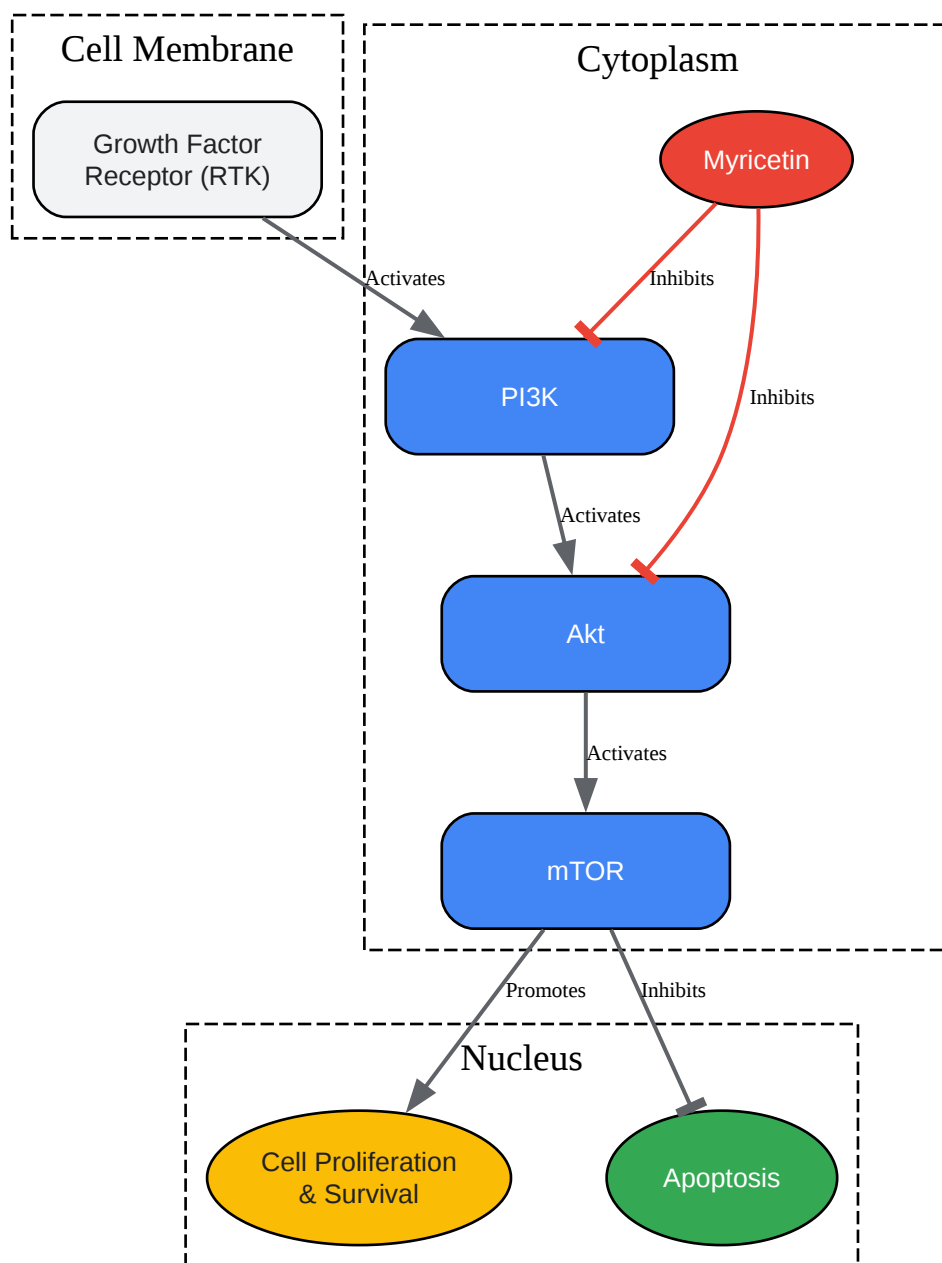 Cell Membrane
Growth Factor
Receptor (RTK)
Cytoplasm
Myricetin
Activates
Inhibits
PI3K
Inhibits
Activates
Akt
Activates
mTOR
Promotes
Inhibits
Nucleus
Cell Proliferation
& Survival
Apoptosis